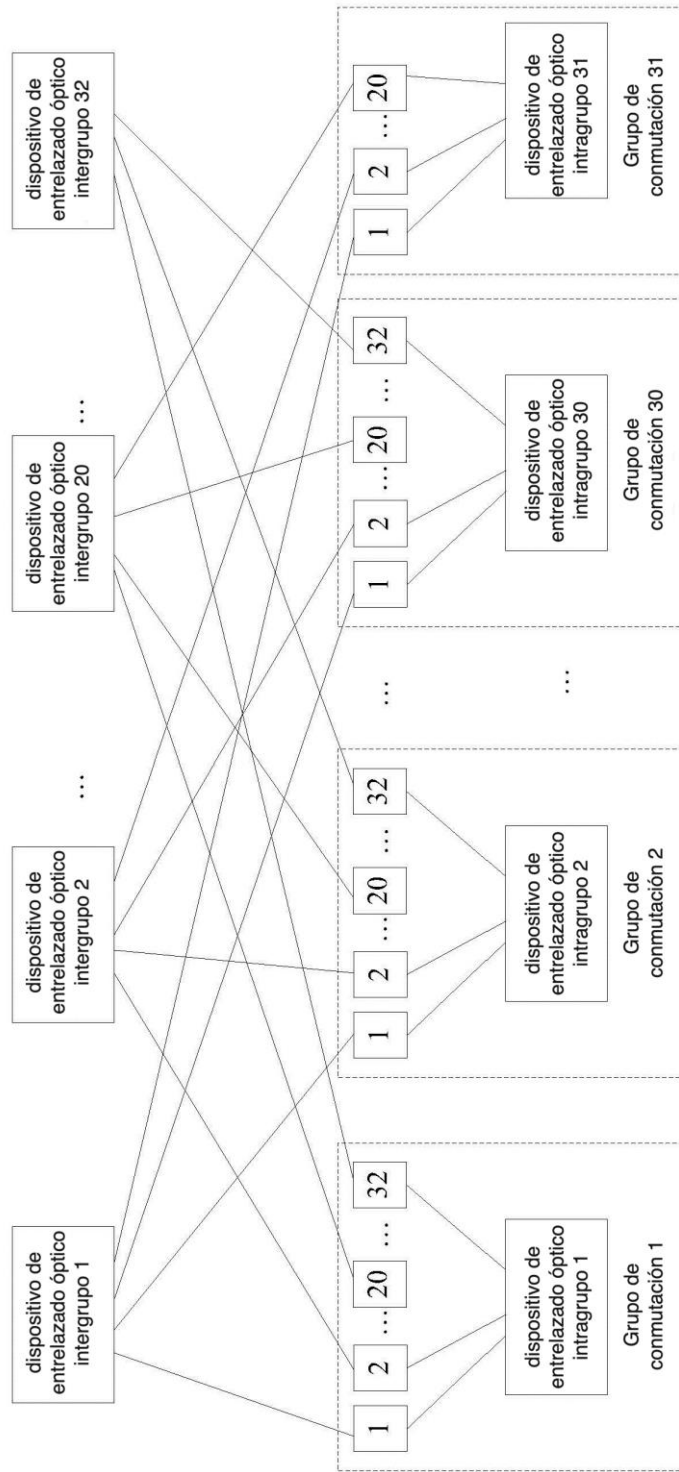 dispositivo de
entrelazado óptico
intergrupo 1
dispositivo de
entrelazado óptico
intergrupo 2
...
dispositivo de
entrelazado óptico
intergrupo 20
...
dispositivo de
entrelazado óptico
intergrupo 32
1
2
...
20
...
32
dispositivo de
entrelazado óptico
intragrupo 1
Grupo de
conmutación 1
1
2
...
20
...
32
dispositivo de
entrelazado óptico
intragrupo 2
Grupo de
conmutación 2
...
...
1
2
...
20
...
32
dispositivo de
entrelazado óptico
intragrupo 30
Grupo de
conmutación 30
1
2
...
20
dispositivo de
entrelazado óptico
intragrupo 31
Grupo de
conmutación 31